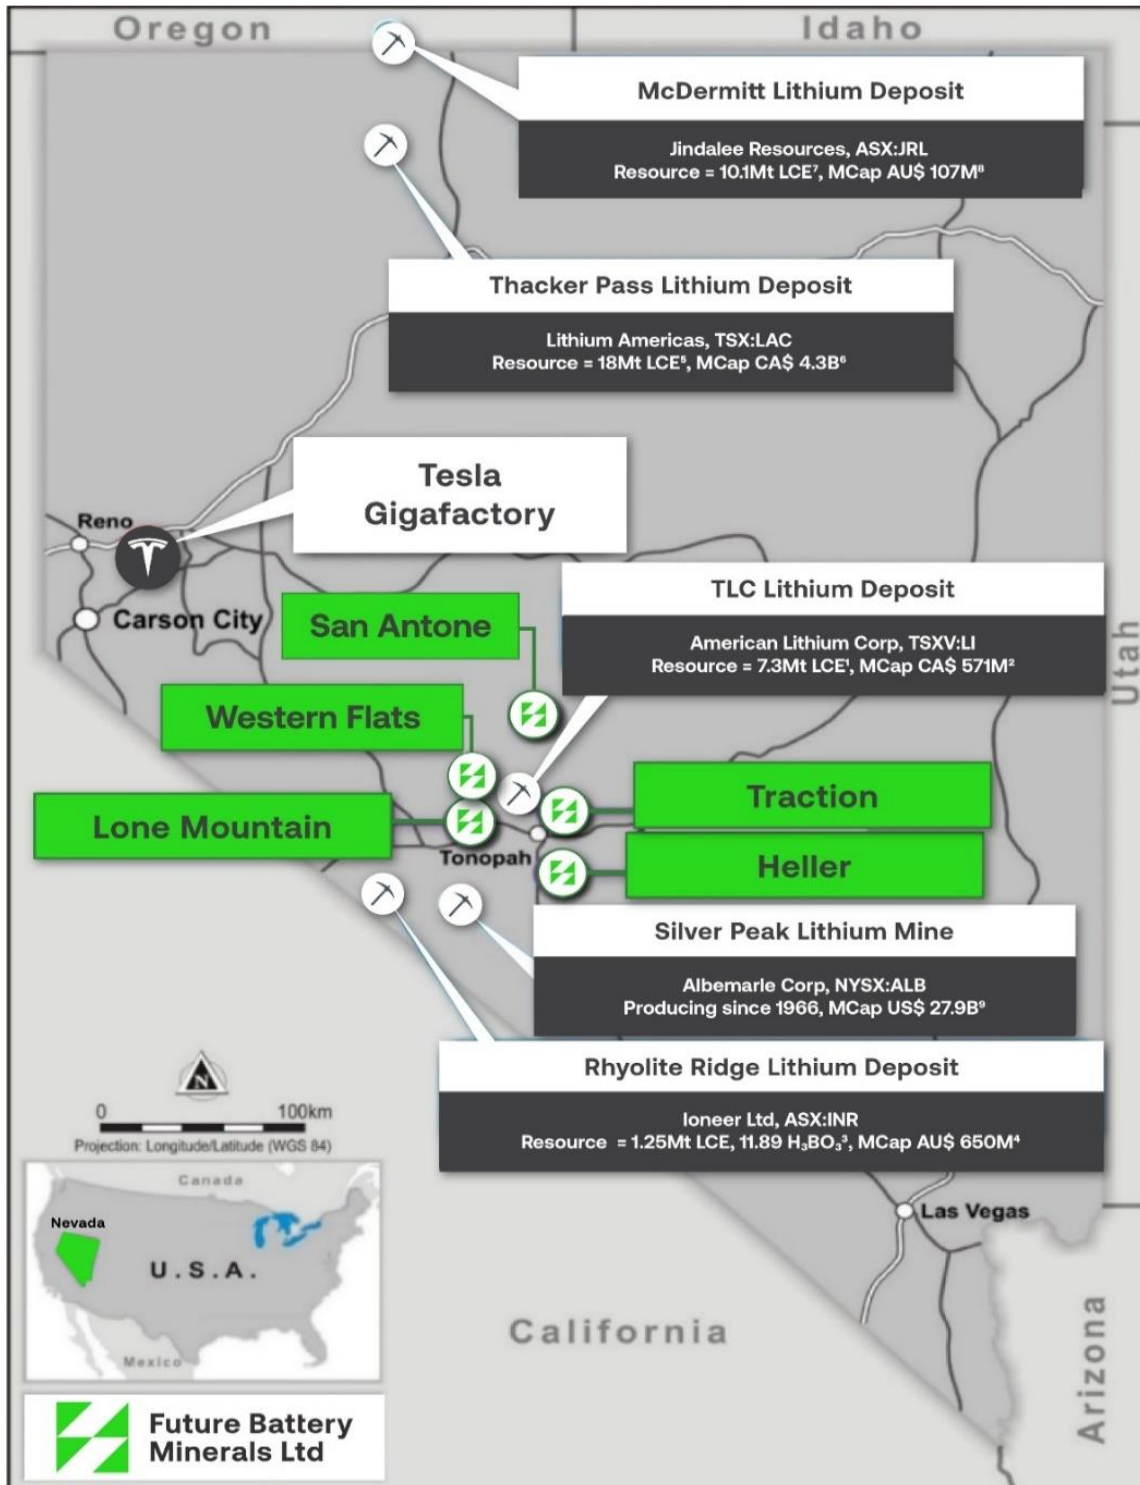 Oregon
Idaho
McDermitt Lithium Deposit
Jindalee Resources, ASX:JRL
Resource = 10.1Mt LCE⁷, MCap AU$ 107M⁸
Thacker Pass Lithium Deposit
Lithium Americas, TSX:LAC
Resource = 18Mt LCE⁵, MCap CA$ 4.3B⁶
Tesla
Gigafactory
Reno
Carson City
TLC Lithium Deposit
American Lithium Corp, TSXV:LI
Resource = 7.3Mt LCE¹, MCap CA$ 571M²
Utah
San Antone
Western Flats
Lone Mountain
Traction
Tonopah
Heller
Silver Peak Lithium Mine
Albemarle Corp, NYSX:ALB
Producing since 1966, MCap US$ 27.9B⁹
Rhyolite Ridge Lithium Deposit
Ioneer Ltd, ASX:INR
Resource = 1.25Mt LCE, 11.89 H₃BO₃³, MCap AU$ 650M⁴
N
0 100km
Projection: Longitude/Latitude (WGS 84)
Canada
Nevada
U.S.A.
Mexico
Las Vegas
California
Arizona
Future Battery
Minerals Ltd